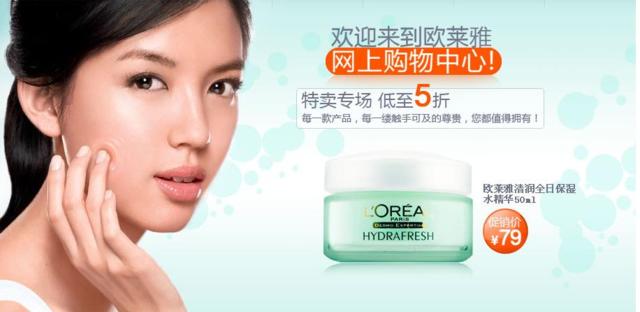 欢迎来到欧莱雅
网上购物中心!
特卖专场 低至5折
每一款产品，每一缕触手可及的尊贵，您都值得拥有！
L'ORÉA
PARIS
DERMO-EXPERTISE
HYDRAFRESH
欧莱雅清润全日保湿
水精华50ml
促销价
¥79